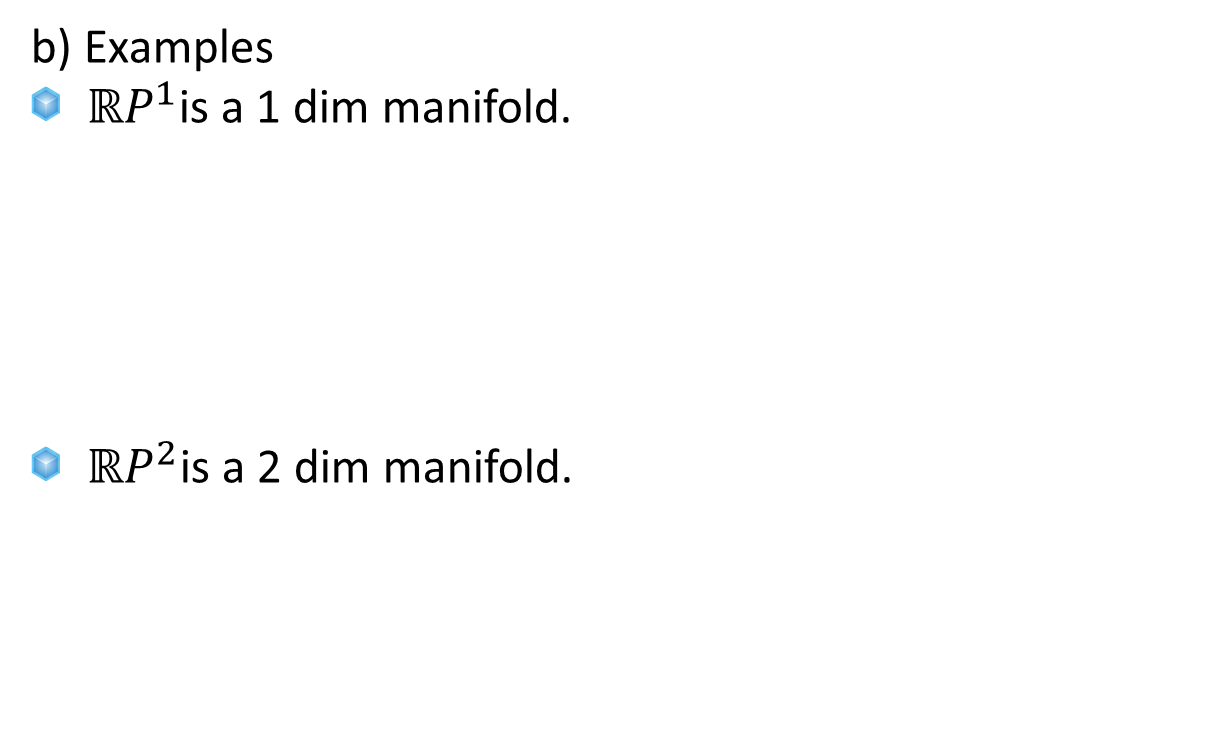 b) Examples
ℝ𝑃¹is a 1 dim manifold.
ℝ𝑃²is a 2 dim manifold.